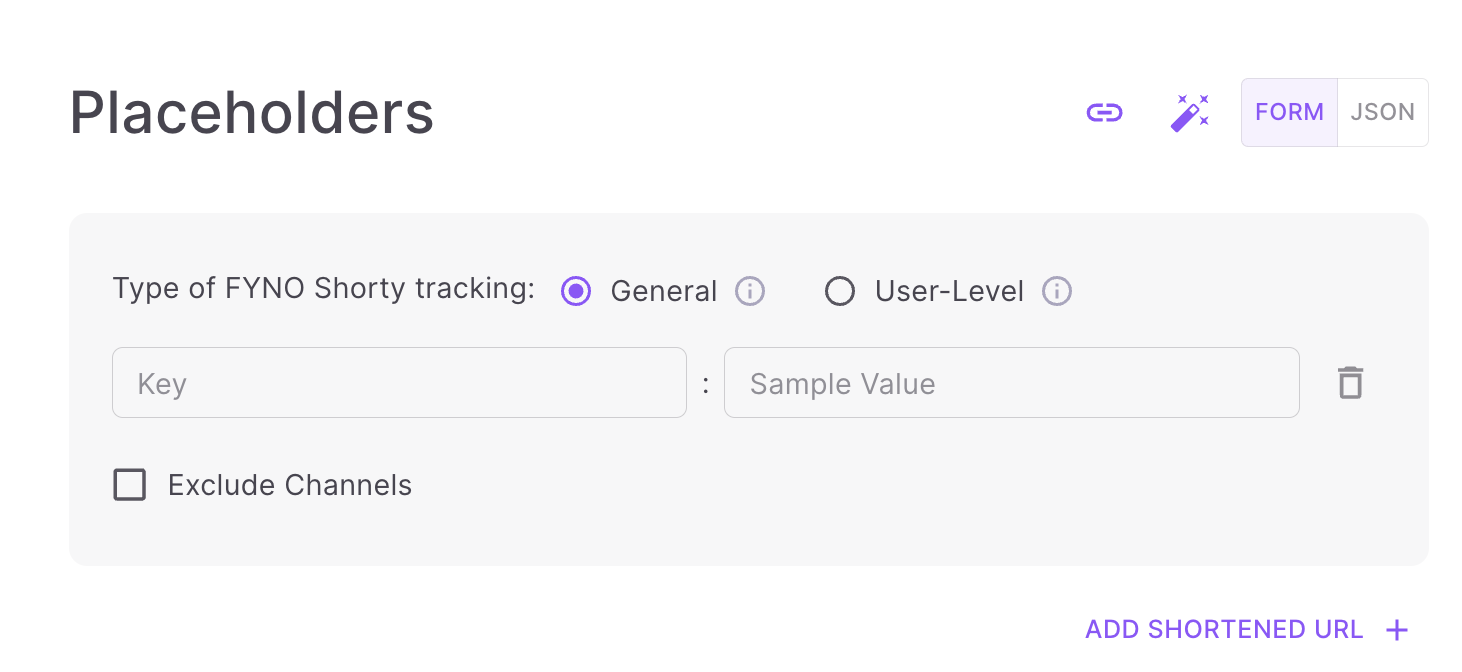 Placeholders
FORM JSON
Type of FYNO Shorty tracking: General User-Level
Key : Sample Value
Exclude Channels
ADD SHORTENED URL +